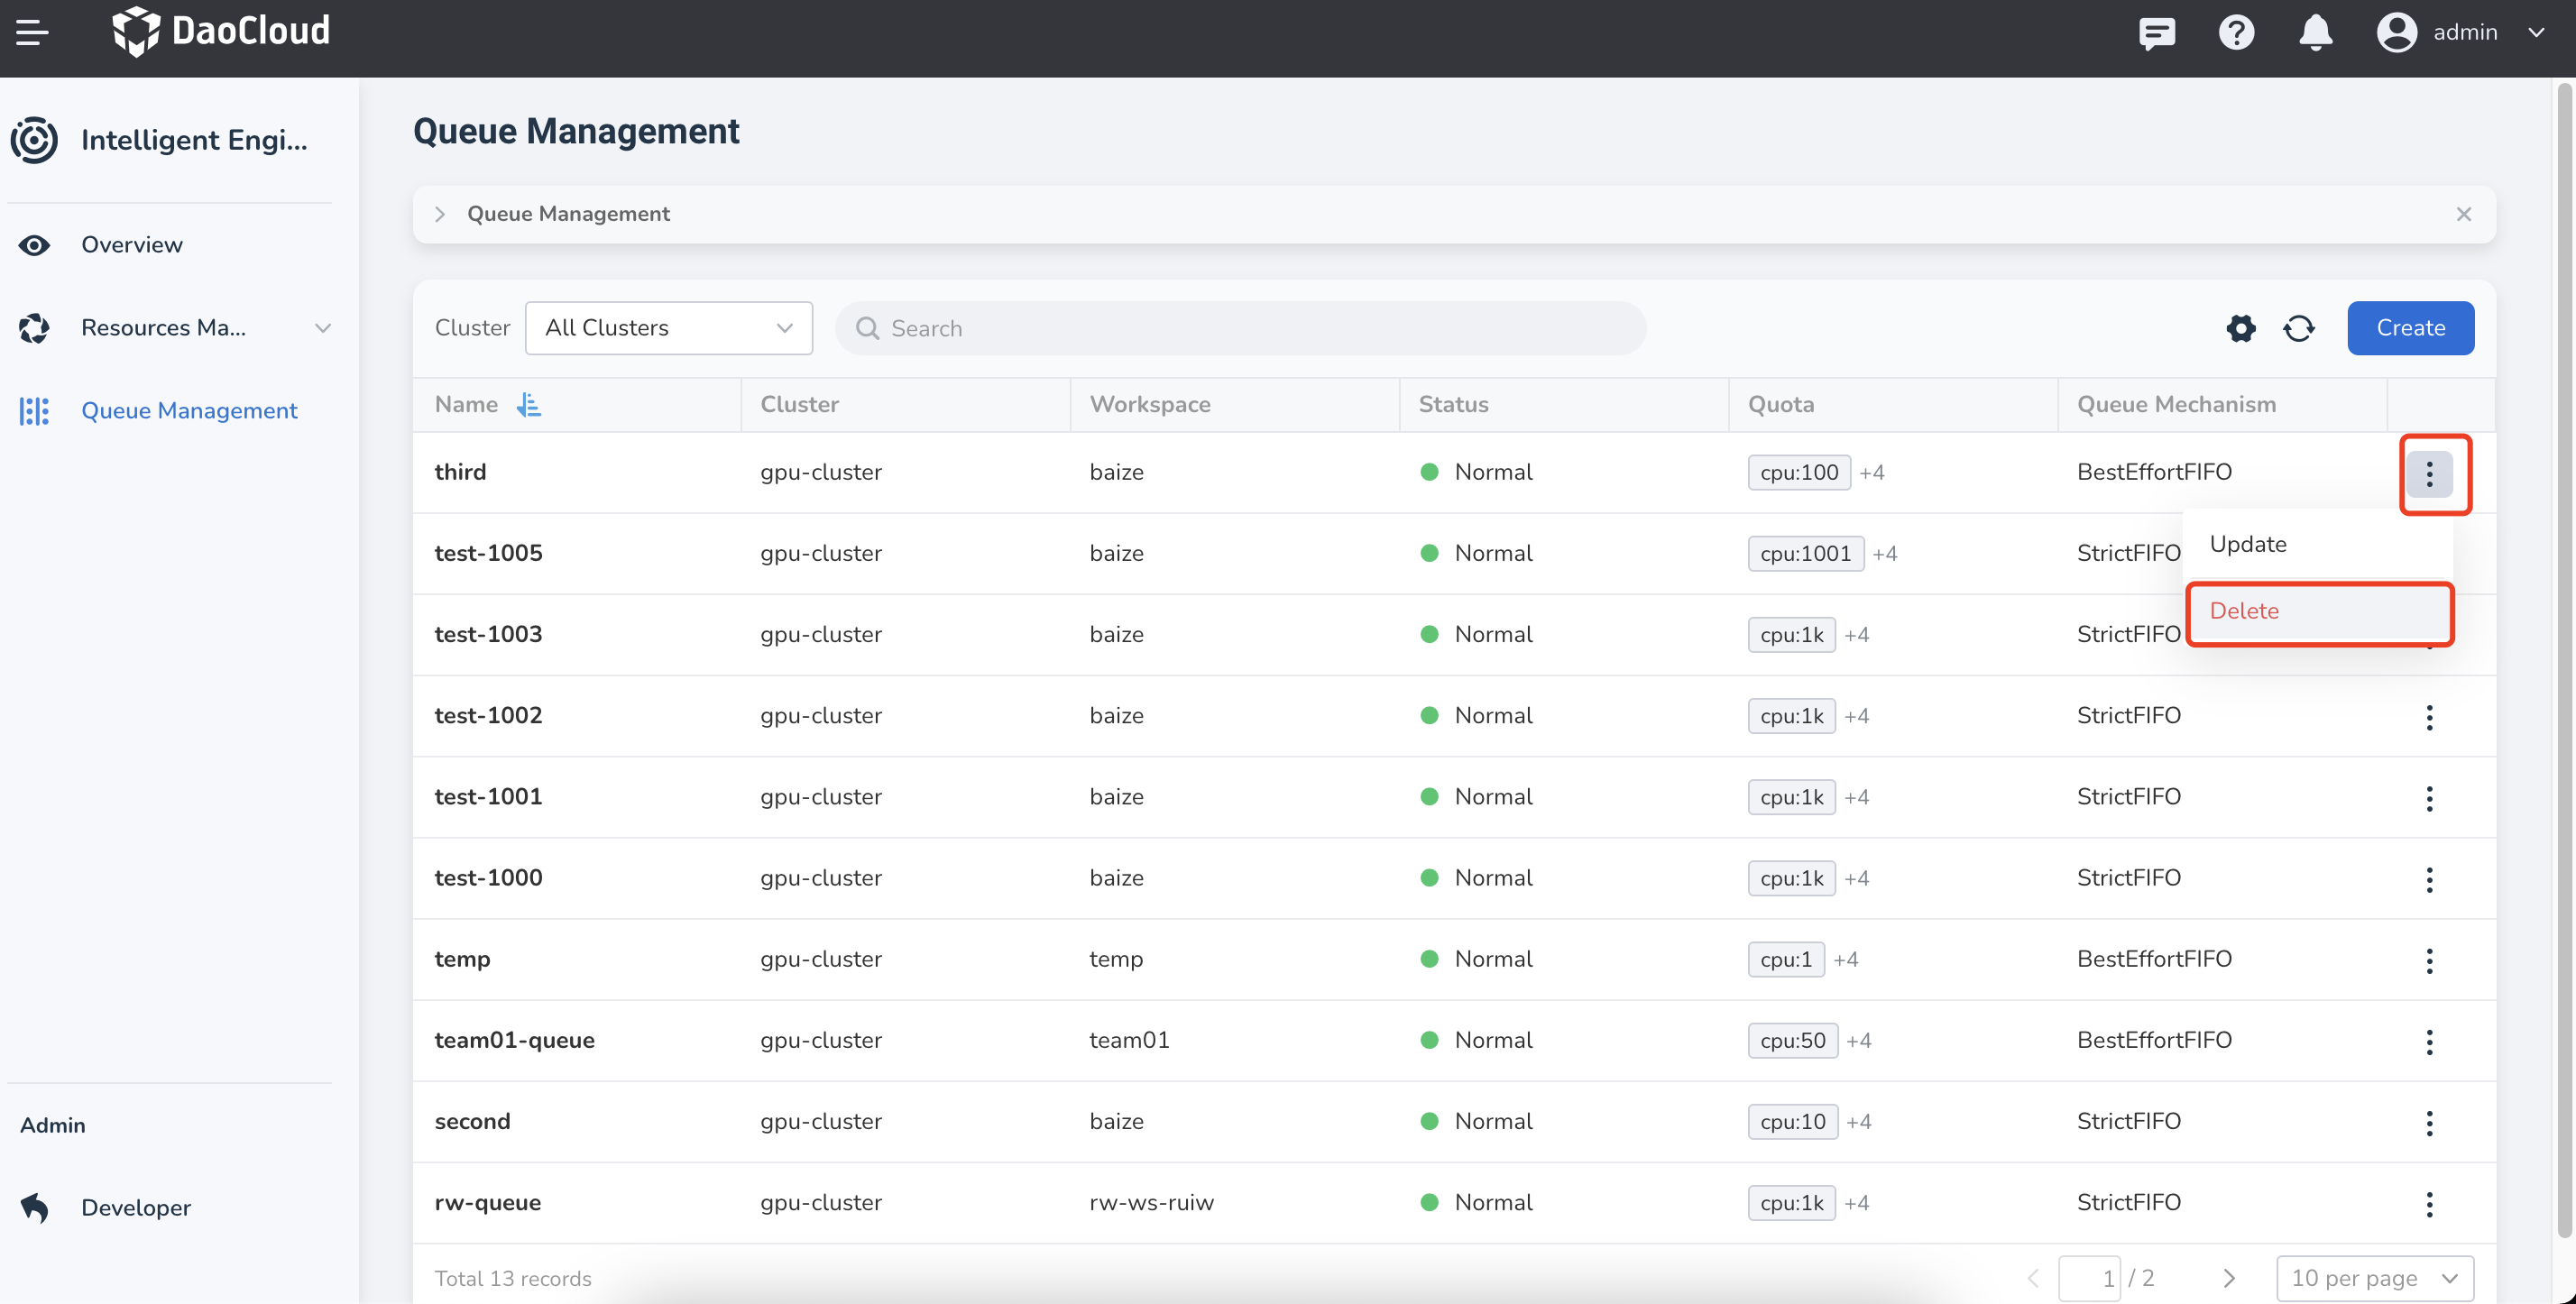 DaoCloud
admin
Intelligent Engi...
Overview
Resources Ma...
Queue Management
Admin
Developer
Queue Management
Queue Management
Cluster All Clusters Search Create
Name Cluster Workspace Status Quota Queue Mechanism
third gpu-cluster baize Normal cpu:100 +4 BestEffortFIFO
Update
test-1005 gpu-cluster baize Normal cpu:1001 +4 StrictFIFO
Delete
test-1003 gpu-cluster baize Normal cpu:1k +4 StrictFIFO
test-1002 gpu-cluster baize Normal cpu:1k +4 StrictFIFO
test-1001 gpu-cluster baize Normal cpu:1k +4 StrictFIFO
test-1000 gpu-cluster baize Normal cpu:1k +4 StrictFIFO
temp gpu-cluster temp Normal cpu:1 +4 BestEffortFIFO
team01-queue gpu-cluster team01 Normal cpu:50 +4 BestEffortFIFO
second gpu-cluster baize Normal cpu:10 +4 StrictFIFO
rw-queue gpu-cluster rw-ws-ruiw Normal cpu:1k +4 StrictFIFO
Total 13 records 1 / 2 10 per page